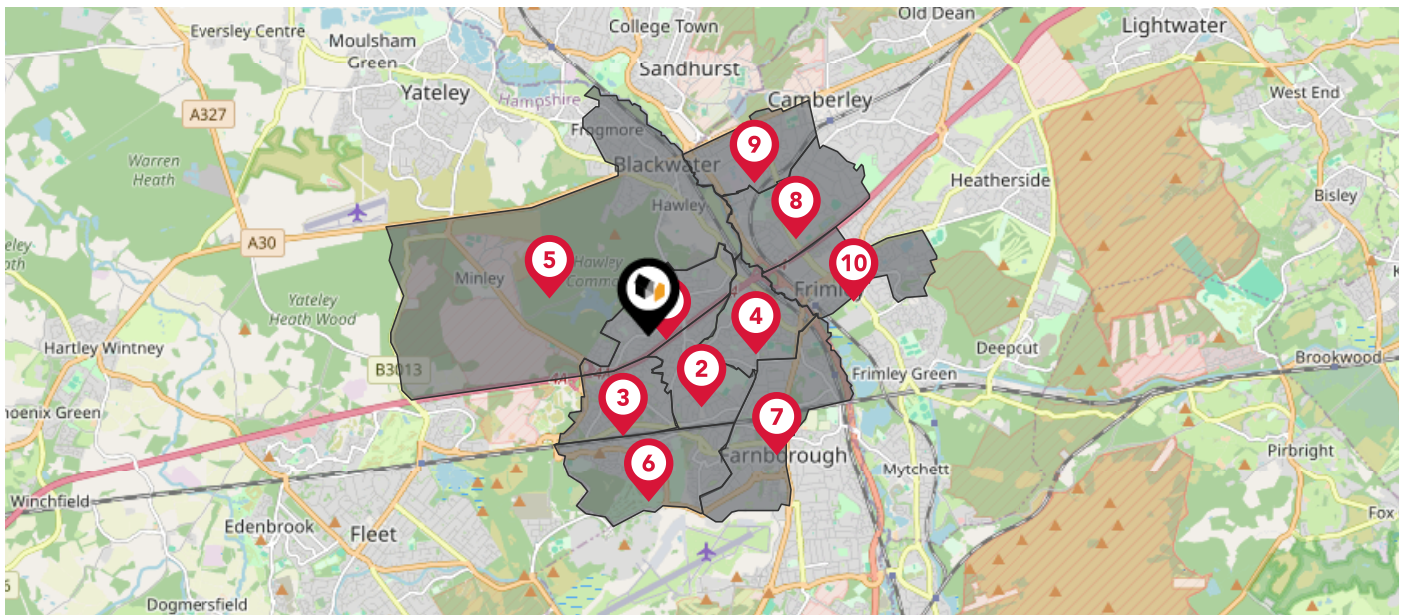 Eversley Centre
College Town
Old Dean
Lightwater
Moulsham
Green
Sandhurst
Yateley
Hampshire
Camberley
West End
A327
Frogmore
9
Warren
Heath
Blackwater
Heatherside
Bisley
Hawley
8
A30
5
Minley
Hawley
10
Yateley
Heath Wood
4
Hartley Wintney
Deepcut
Brookwood
B3013
2
Frimley Green
3
7
Farnborough
Mytchett
Pirbright
6
Winchfield
Edenbrook
Fleet
Fox
Dogmersfield